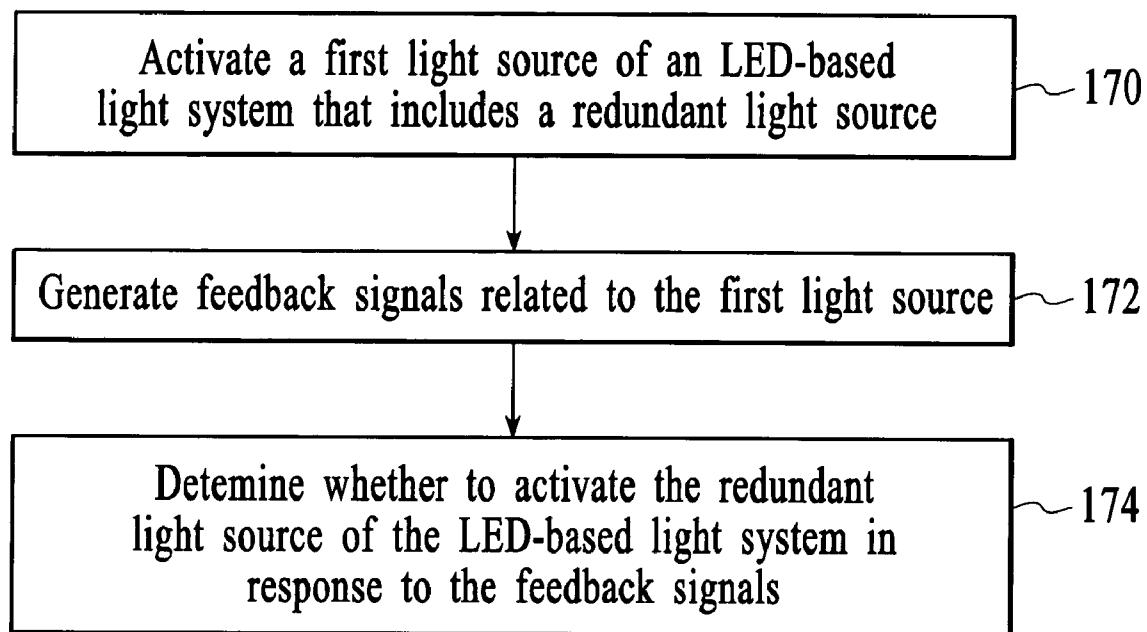 Activate a first light source of an LED-based
light system that includes a redundant light source
170
Generate feedback signals related to the first light source
172
Detemine whether to activate the redundant
light source of the LED-based light system in
response to the feedback signals
174